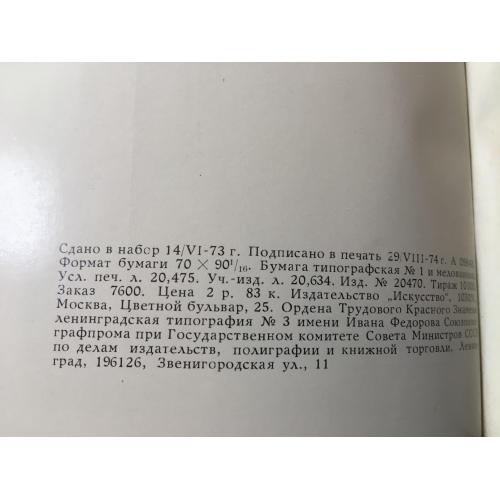 Сдано в набор 14/VI-73 г. Подписано в печать 29/VIII-74 г. А
Формат бумаги 70 × 90¹/₁₆. Бумага типографская № 1 и
Усл. печ. л. 20,475. Уч.-изд. л. 20,634. Изд. № 20470. Тираж
Заказ 7600. Цена 2 р. 83 к. Издательство „Искусство",
Москва, Цветной бульвар, 25. Ордена Трудового Красного
ленинградская типография № 3 имени Ивана Федорова
графпрома при Государственном комитете Совета Министров СССР
по делам издательств, полиграфии и книжной торговли. Ленин-
град, 196126, Звенигородская ул., 11